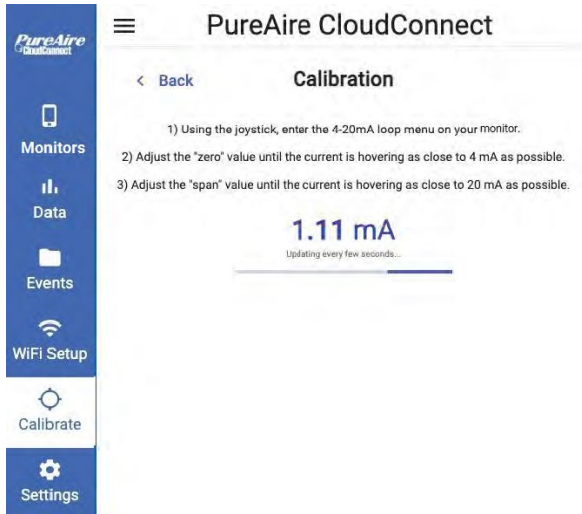 PureAire
CloudConnect
Monitors
Data
Events
WiFi Setup
Calibrate
Settings
PureAire CloudConnect
< Back
Calibration
1) Using the joystick, enter the 4-20mA loop menu on your monitor.
2) Adjust the "zero" value until the current is hovering as close to 4 mA as possible.
3) Adjust the "span" value until the current is hovering as close to 20 mA as possible.
1.11 mA
Updating every few seconds...